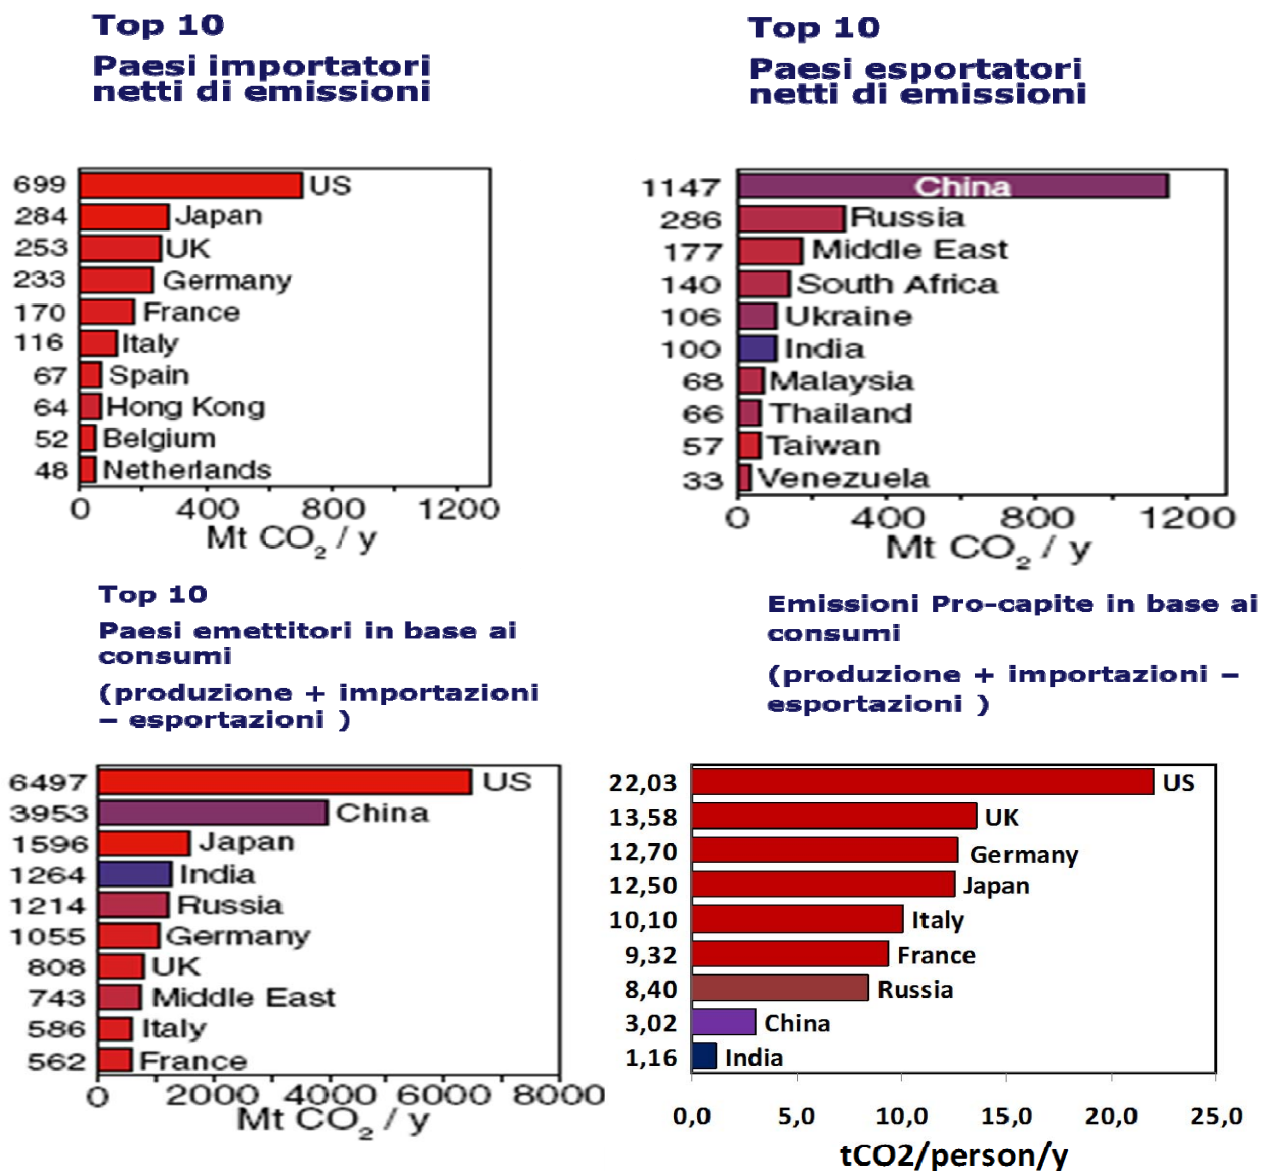 Top 10
Paesi importatori
netti di emissioni
699 US
284 Japan
253 UK
233 Germany
170 France
116 Italy
67 Spain
64 Hong Kong
52 Belgium
48 Netherlands
0 400 800 1200
Mt CO2 / y
Top 10
Paesi esportatori
netti di emissioni
1147 China
286 Russia
177 Middle East
140 South Africa
106 Ukraine
100 India
68 Malaysia
66 Thailand
57 Taiwan
33 Venezuela
0 400 800 1200
Mt CO2 / y
Top 10
Paesi emettitori in base ai
consumi
(produzione + importazioni
– esportazioni )
6497 US
3953 China
1596 Japan
1264 India
1214 Russia
1055 Germany
808 UK
743 Middle East
586 Italy
562 France
0 2000 4000 6000 8000
Mt CO2 / y
Emissioni Pro-capite in base ai
consumi
(produzione + importazioni –
esportazioni )
22,03 US
13,58 UK
12,70 Germany
12,50 Japan
10,10 Italy
9,32 France
8,40 Russia
3,02 China
1,16 India
0,0 5,0 10,0 15,0 20,0 25,0
tCO2/person/y